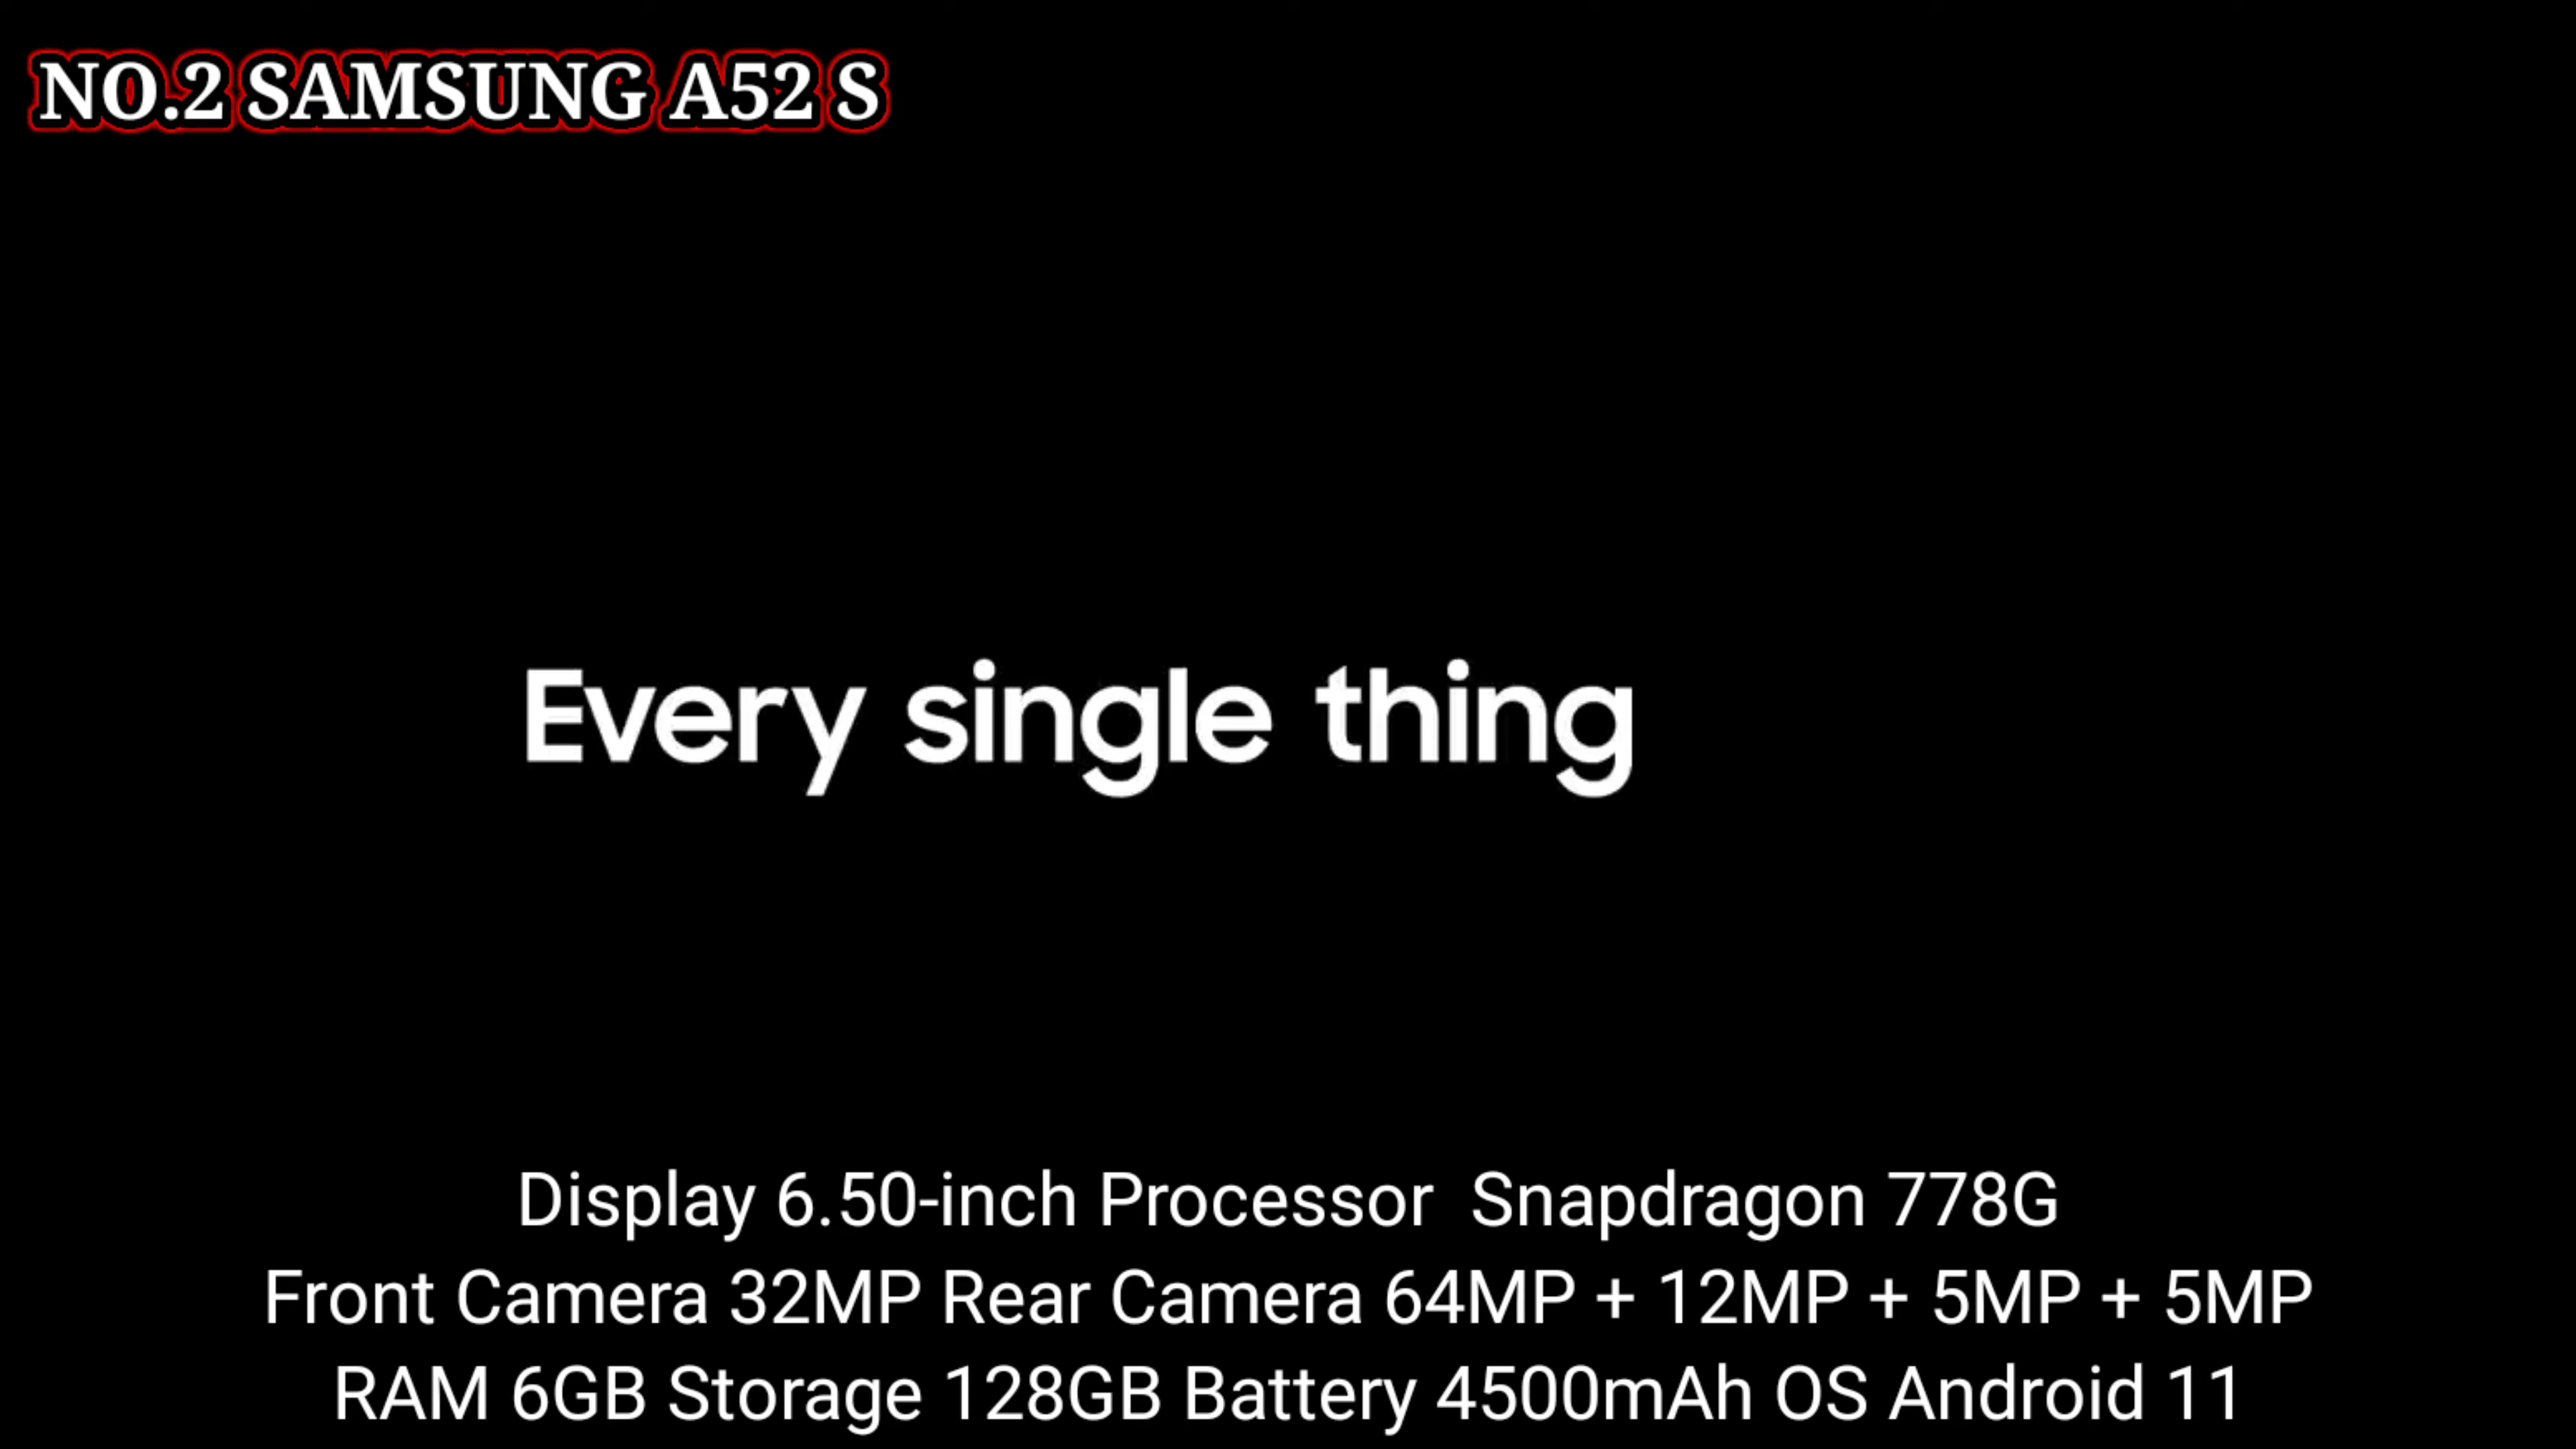 NO.2 SAMSUNG A52 S
Every single thing
Display 6.50-inch Processor  Snapdragon 778G
Front Camera 32MP Rear Camera 64MP + 12MP + 5MP + 5MP
RAM 6GB Storage 128GB Battery 4500mAh OS Android 11